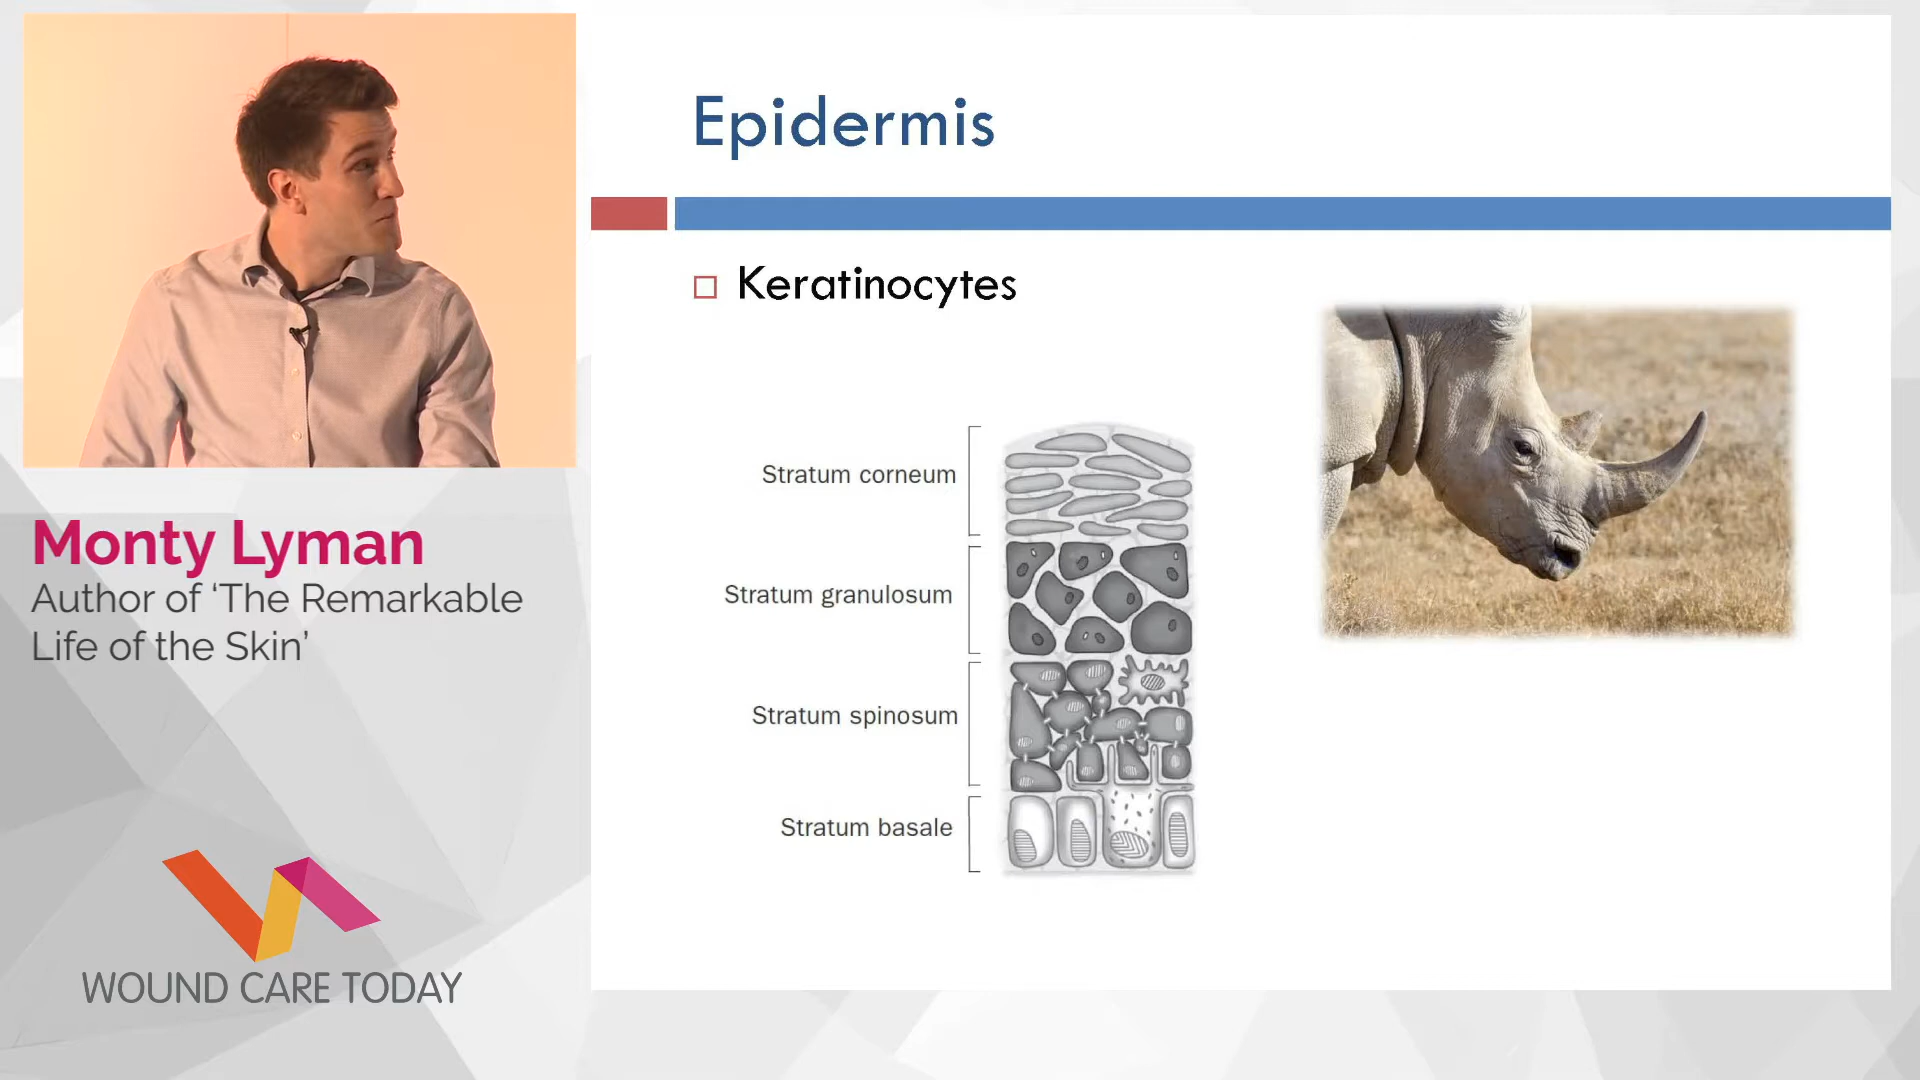 Epidermis
Keratinocytes
Stratum corneum
Stratum granulosum
Stratum spinosum
Stratum basale
Monty Lyman
Author of ‘The Remarkable
Life of the Skin’
WOUND CARE TODAY